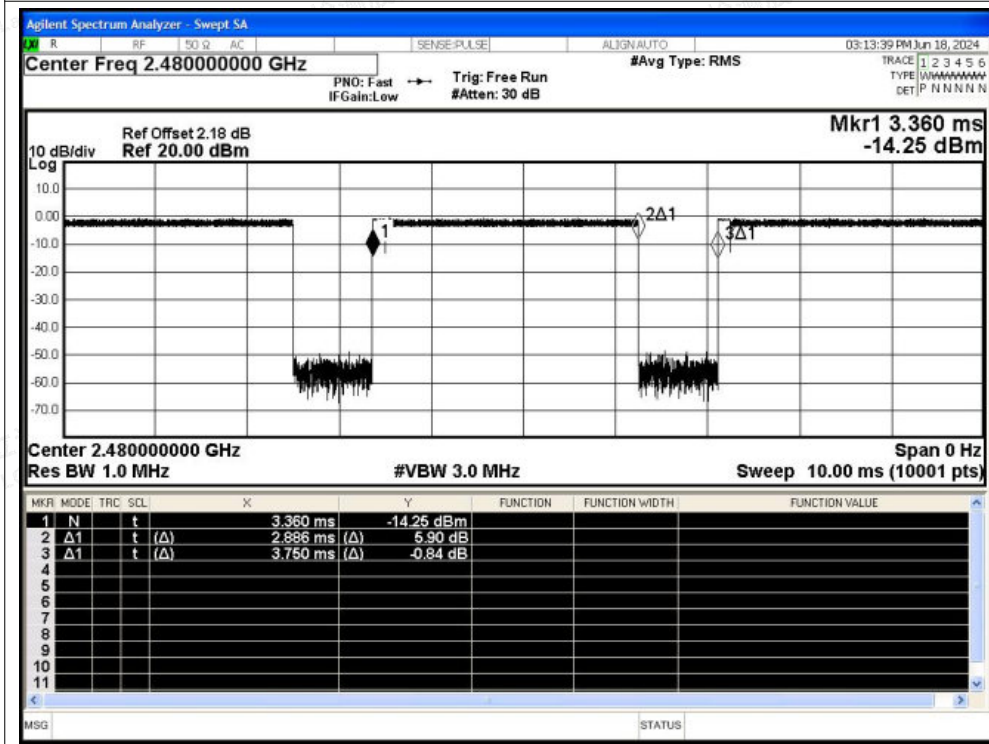 Agilent Spectrum Analyzer - Swept SA
LXI R RF 50 Ω AC SENSE:PULSE ALIGN AUTO 03:13:39 PM Jun 18, 2024
Center Freq 2.480000000 GHz #Avg Type: RMS TRACE 1 2 3 4 5 6
PNO: Fast Trig: Free Run TYPE WWWWWW
IFGain:Low #Atten: 30 dB DET P N N N N N
Mkr1 3.360 ms
Ref Offset 2.18 dB
10 dB/div Ref 20.00 dBm -14.25 dBm
Log
10.0
0.00 2Δ1
1 3Δ1
-10.0
-20.0
-30.0
-40.0
-50.0
-60.0
-70.0
Center 2.480000000 GHz Span 0 Hz
Res BW 1.0 MHz #VBW 3.0 MHz Sweep 10.00 ms (10001 pts)
MKR MODE TRC SCL X Y FUNCTION FUNCTION WIDTH FUNCTION VALUE
1 N t 3.360 ms -14.25 dBm
2 Δ1 t (Δ) 2.886 ms (Δ) 5.90 dB
3 Δ1 t (Δ) 3.750 ms (Δ) -0.84 dB
4
5
6
7
8
9
10
11
MSG STATUS